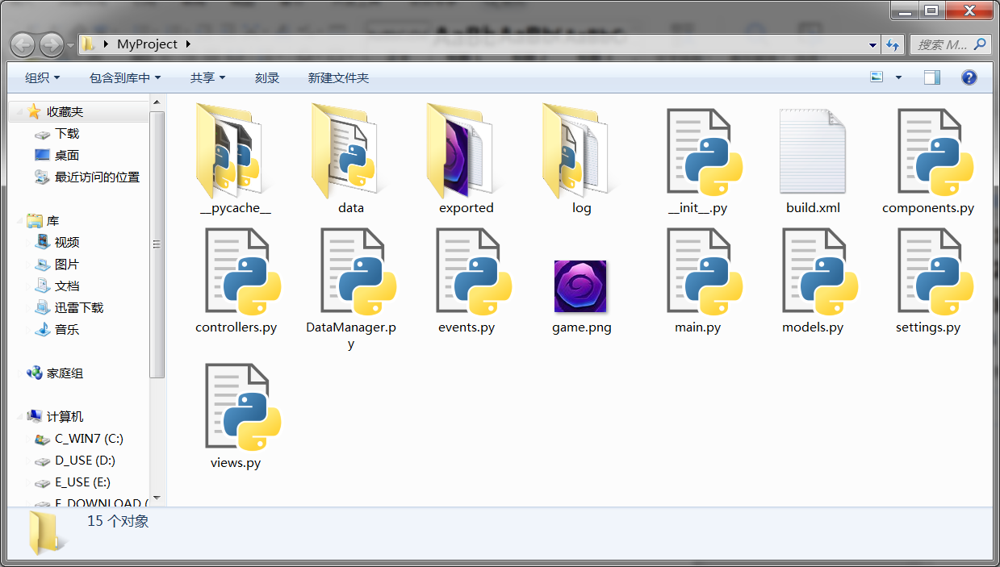 MyProject
搜索 M...
组织
包含到库中
共享
刻录
新建文件夹
收藏夹
下载
桌面
最近访问的位置
库
视频
图片
文档
迅雷下载
音乐
家庭组
计算机
C_WIN7 (C:)
D_USE (D:)
E_USE (E:)
F_DOWNLOAD (
__pycache__
data
exported
log
__init__.py
build.xml
components.py
controllers.py
DataManager.p
y
events.py
game.png
main.py
models.py
settings.py
views.py
15 个对象